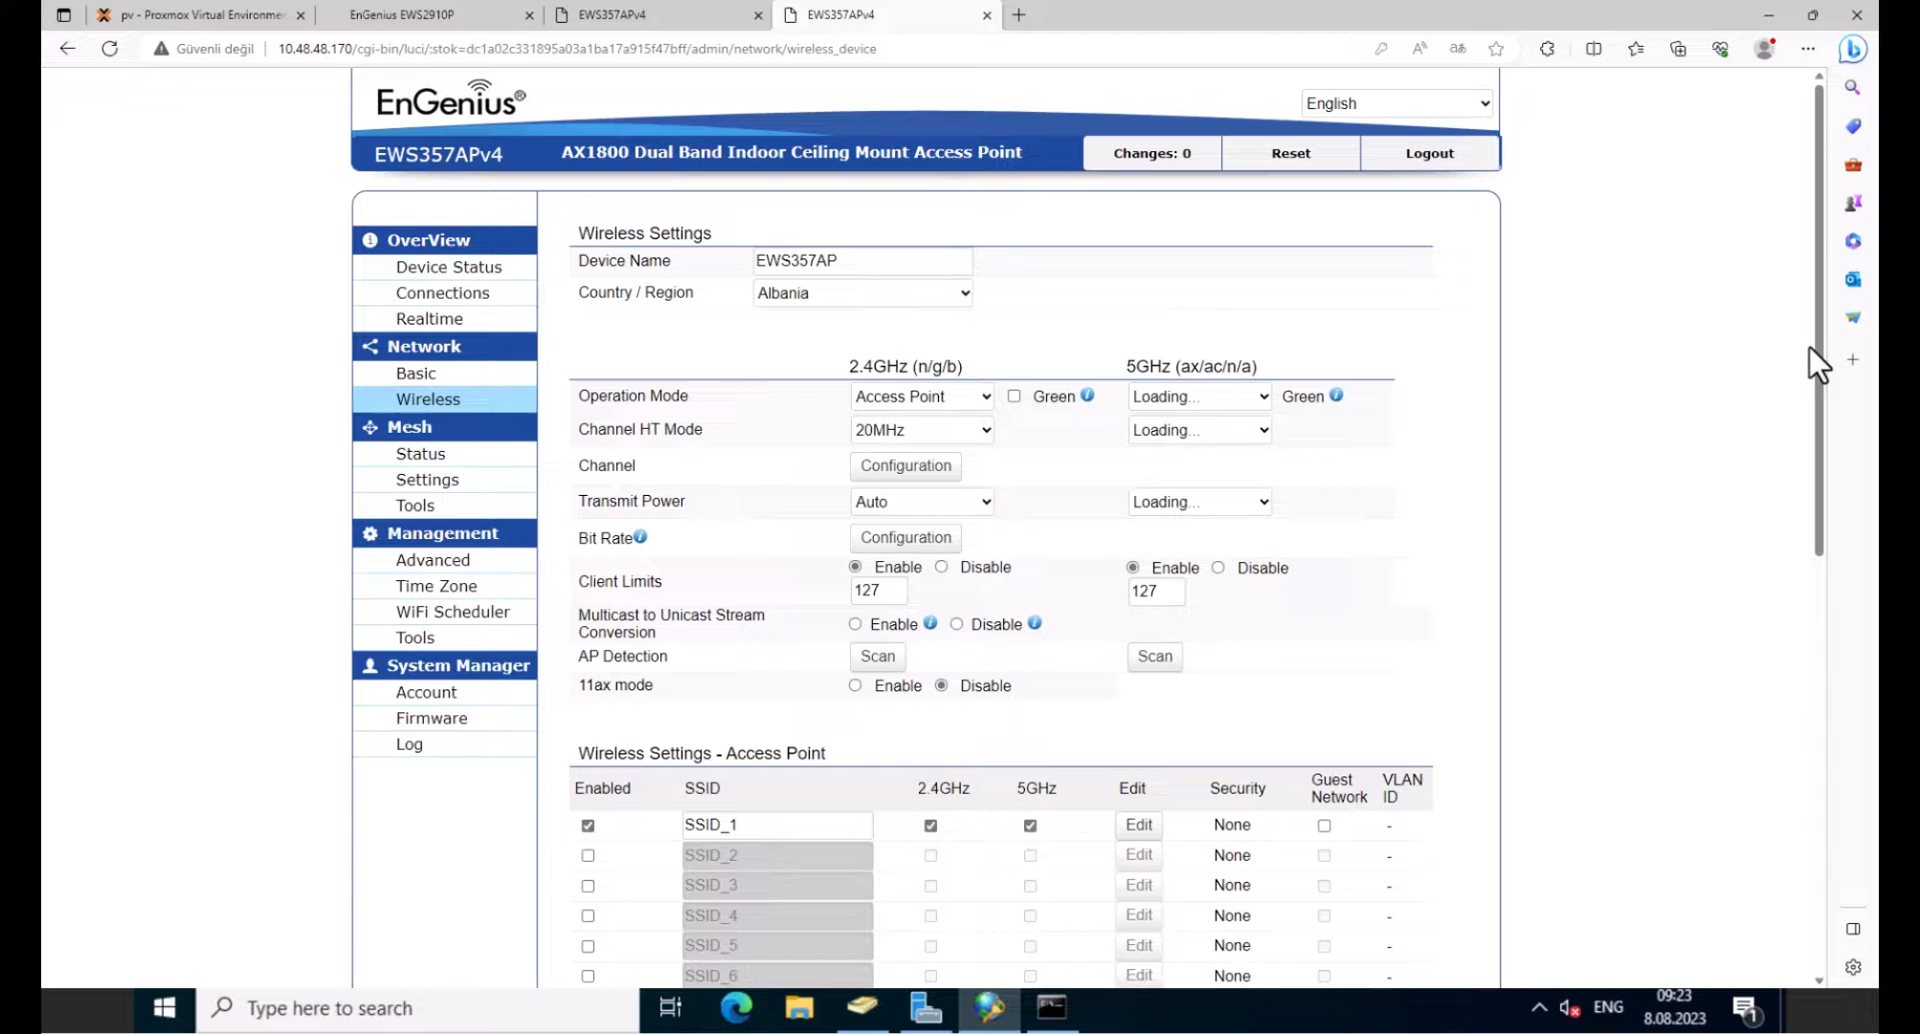 pv - Proxmox Virtual Environme
EnGenius EWS2910P
EWS357APv4
EWS357APv4
Güvenli değil
10.48.48.170/cgi-bin/luci/;stok=dc1a02c331895a03a1ba17a915f47bff/admin/network/wireless_device
EnGenius®
English
EWS357APv4
AX1800 Dual Band Indoor Ceiling Mount Access Point
Changes: 0
Reset
Logout
OverView
Device Status
Connections
Realtime
Network
Basic
Wireless
Mesh
Status
Settings
Tools
Management
Advanced
Time Zone
WiFi Scheduler
Tools
System Manager
Account
Firmware
Log
Wireless Settings
Device Name EWS357AP
Country / Region Albania
2.4GHz (n/g/b) 5GHz (ax/ac/n/a)
Operation Mode Access Point Green Loading... Green
Channel HT Mode 20MHz Loading...
Channel Configuration
Transmit Power Auto Loading...
Bit Rate Configuration
Client Limits
Enable Disable Enable Disable
127 127
Multicast to Unicast Stream
Conversion
Enable Disable
AP Detection Scan Scan
11ax mode Enable Disable
Wireless Settings - Access Point
Enabled SSID 2.4GHz 5GHz Edit Security Guest Network VLAN ID
SSID_1 Edit None -
SSID_2 Edit None -
SSID_3 Edit None -
SSID_4 Edit None -
SSID_5 Edit None -
SSID_6 Edit None -
Type here to search
ENG
09:23
8.08.2023
1